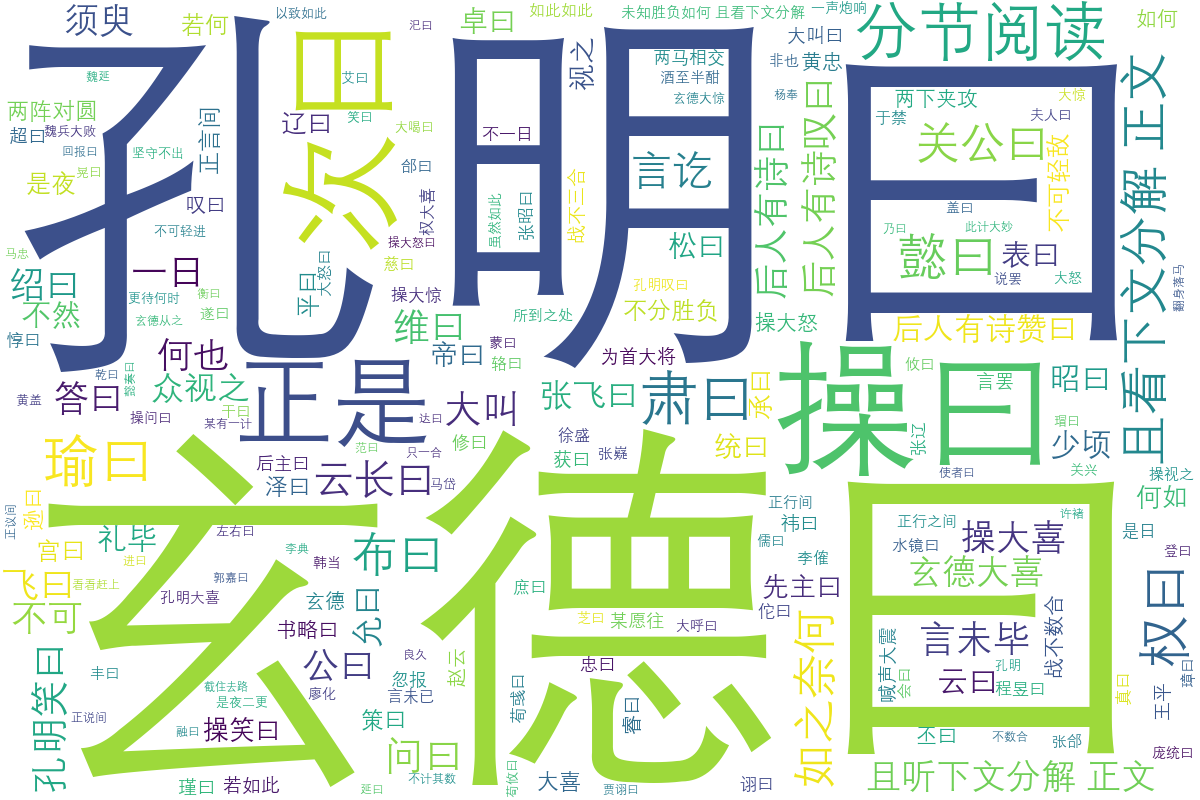 孔明曰
玄德曰
操曰
次日
正是
瑜曰
分节阅读
须臾
若何
以致如此
汜曰
卓曰
如此如此
未知胜负如何 且看下文分解
一声炮响
如何
大叫曰
非也
黄忠
视之
两马相交
酒至半酣
玄德大惊
杨奉
魏延
艾曰
笑曰
两阵对圆
超曰
魏兵大败
回报曰
晃曰
坚守不出
正言间
辽曰
大喝曰
不一日
郃曰
言讫
两下夹攻
于禁
大惊
夫人曰
关公曰
不可轻敌
正文
且看下文分解
是夜
叹曰
不可轻进
权大喜
虽然如此
张昭曰
战不三合
后人有诗曰
后人有诗叹曰
盖曰
乃曰
此计大妙
马忠
绍曰
一日
操大怒曰
慈曰
大怒曰
平曰
松曰
懿曰
表曰
说罢
大怒
翻身落马
不然
更待何时
衡曰
遂曰
玄德从之
操大惊
孔明叹曰
不分胜负
所到之处
操大怒
后人有诗赞曰
惇曰
何也
维曰
帝曰
蒙曰
辂曰
为首大将
乾曰
众视之
答曰
黄盖
操问曰
于曰
某有一计
大叫
达曰
张飞曰
肃曰
承曰
攸曰
言罢
昭曰
瑁曰
少顷
关兴
操视之
使者曰
张辽
修曰
徐盛
获曰
张嶷
统曰
范曰
只一合
后主曰
泽曰
云长曰
马岱
何如
许褚
是日
登曰
正议间
逊曰
礼毕
左右曰
宫曰
进曰
李典
韩当
布曰
正行间
祎曰
儒曰
李傕
正行之间
水镜曰
操大喜
玄德大喜
飞曰
看看赶上
郭嘉曰
孔明大喜
玄德
庶曰
先主曰
佗曰
不可
书略曰
允曰
芝曰
某愿往
大呼曰
如之奈何
喊声大震
会曰
言未毕
孔明
战不数合
权曰
公曰
良久
赵云
忠曰
云曰
程昱曰
真曰
璋曰
孔明笑曰
丰曰
截住去路
是夜二更
廖化
忽报
言未已
荀彧曰
睿曰
王平
正说间
融曰
操笑曰
策曰
丕曰
不数合
张郃
庞统曰
问曰
瑾曰
若如此
延曰
不计其数
荀攸曰
大喜
贾诩曰
诩曰
且听下文分解 正文